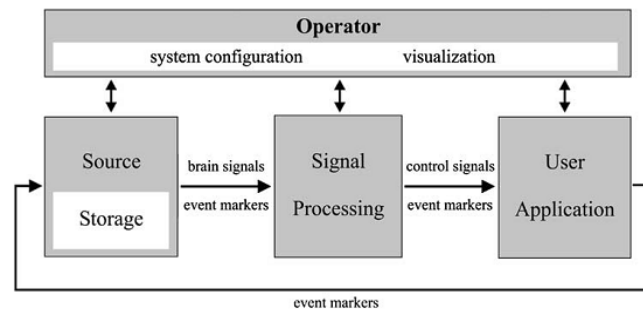 Operator
system configuration visualization
Source
Storage
brain signals
event markers
Signal
Processing
control signals
event markers
User
Application
event markers